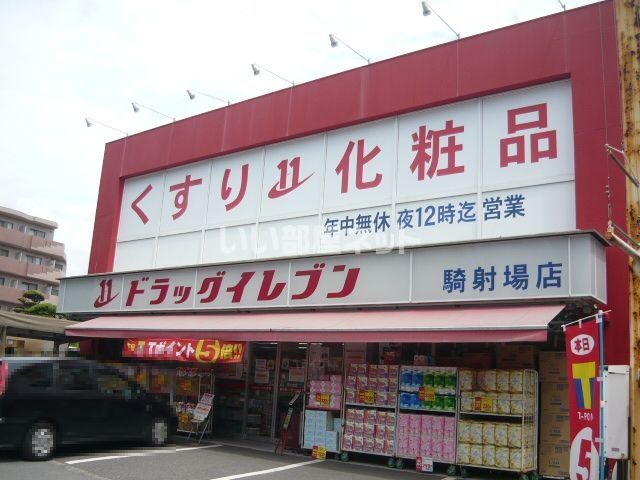 くすり 11 化粧品
年中無休 夜12時迄 営業
いい部屋ネット
11 ドラッグイレブン 騎射場店
Tポイント5倍
本日
T
T-POINT
5